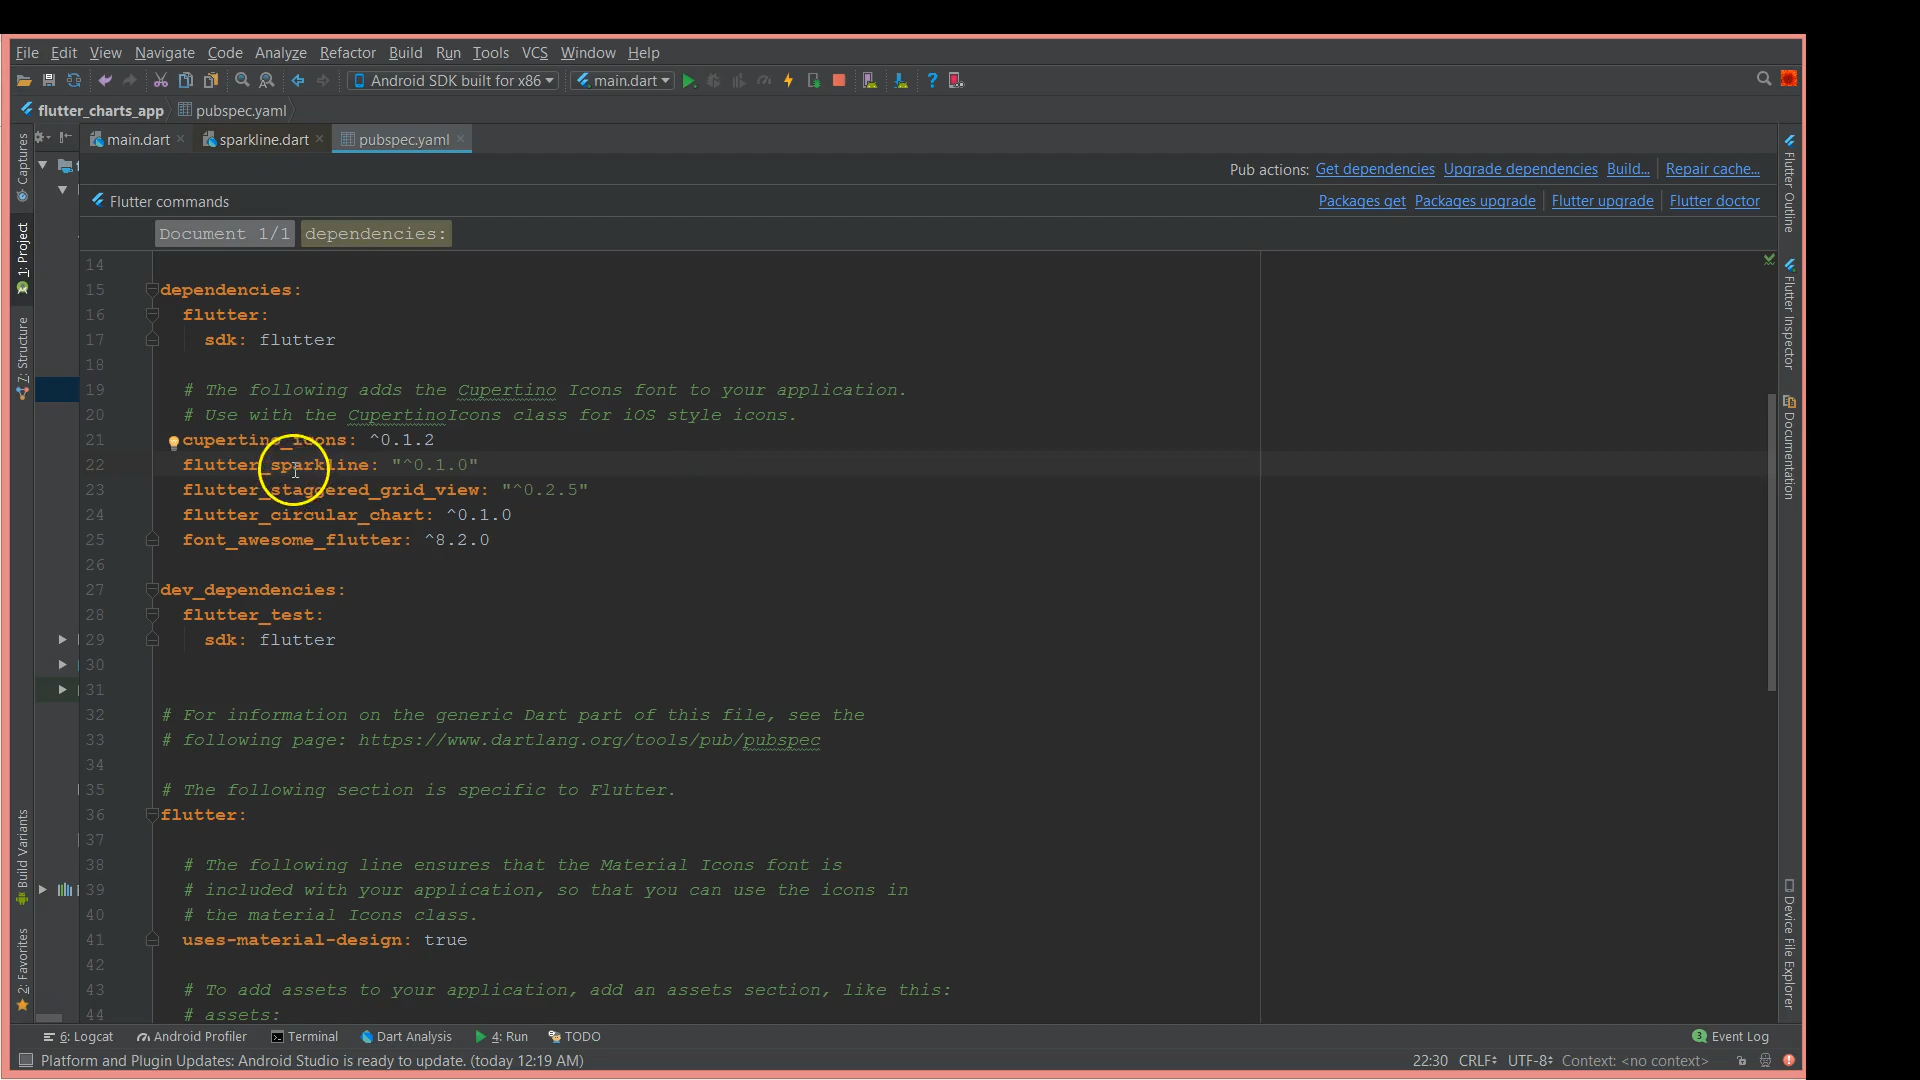 File Edit View Navigate Code Analyze Refactor Build Run Tools VCS Window Help
Android SDK built for x86 main.dart
flutter_charts_app pubspec.yaml
main.dart sparkline.dart pubspec.yaml
Pub actions: Get dependencies Upgrade dependencies Build... Repair cache...
Flutter commands Packages get Packages upgrade Flutter upgrade Flutter doctor
Document 1/1 dependencies:
14
15 dependencies:
16 flutter:
17 sdk: flutter
18
19 # The following adds the Cupertino Icons font to your application.
20 # Use with the CupertinoIcons class for iOS style icons.
21 cupertino_icons: ^0.1.2
22 flutter_sparkline: "^0.1.0"
23 flutter_staggered_grid_view: "^0.2.5"
24 flutter_circular_chart: ^0.1.0
25 font_awesome_flutter: ^8.2.0
26
27 dev_dependencies:
28 flutter_test:
29 sdk: flutter
30
31
32 # For information on the generic Dart part of this file, see the
33 # following page: https://www.dartlang.org/tools/pub/pubspec
34
35 # The following section is specific to Flutter.
36 flutter:
37
38 # The following line ensures that the Material Icons font is
39 # included with your application, so that you can use the icons in
40 # the material Icons class.
41 uses-material-design: true
42
43 # To add assets to your application, add an assets section, like this:
44 # assets:
Captures
1: Project
7: Structure
Build Variants
2: Favorites
Flutter Outline
Flutter Inspector
Documentation
Device File Explorer
6: Logcat Android Profiler Terminal Dart Analysis 4: Run TODO 3 Event Log
Platform and Plugin Updates: Android Studio is ready to update. (today 12:19 AM) 22:30 CRLF UTF-8 Context: <no context>